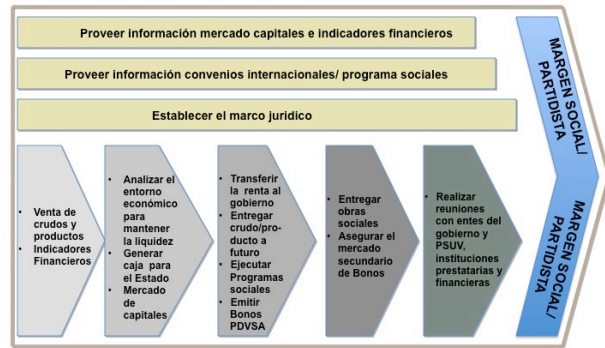 Proveer información mercado capitales e indicadores financieros
Proveer información convenios internacionales/ programa sociales
Establecer el marco juridico
• Venta de
crudos y
productos
• Indicadores
Financieros
• Analizar el
entorno
económico
para
mantener
la liquidez
• Generar
caja para
el Estado
• Mercado
de
capitales
• Transferir
la renta al
gobierno
• Entregar
crudo/pro-
ducto a
futuro
• Ejecutar
Programas
sociales
• Emitir
Bonos
PDVSA
• Entregar
obras
sociales
• Asegurar el
mercado
secundario
de Bonos
• Realizar
reuniones
con entes
del
gobierno y
PSUV,
instituciones
prestatarias y
financieras
MARGEN SOCIAL/
PARTIDISTA
MARGEN SOCIAL/
PARTIDISTA